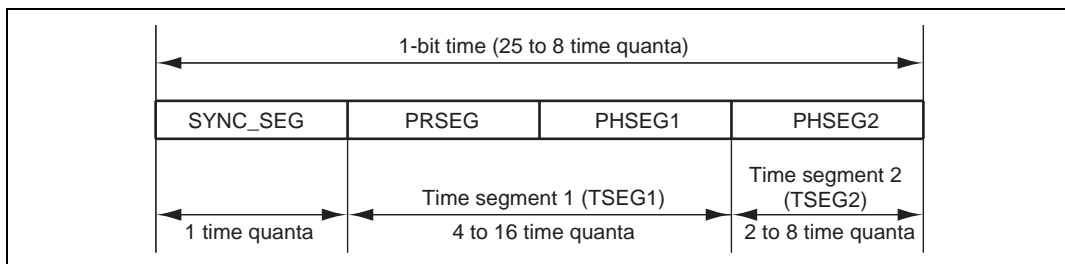 1-bit time (25 to 8 time quanta)
SYNC_SEG PRSEG PHSEG1 PHSEG2
Time segment 1 (TSEG1)
Time segment 2
(TSEG2)
1 time quanta 4 to 16 time quanta 2 to 8 time quanta